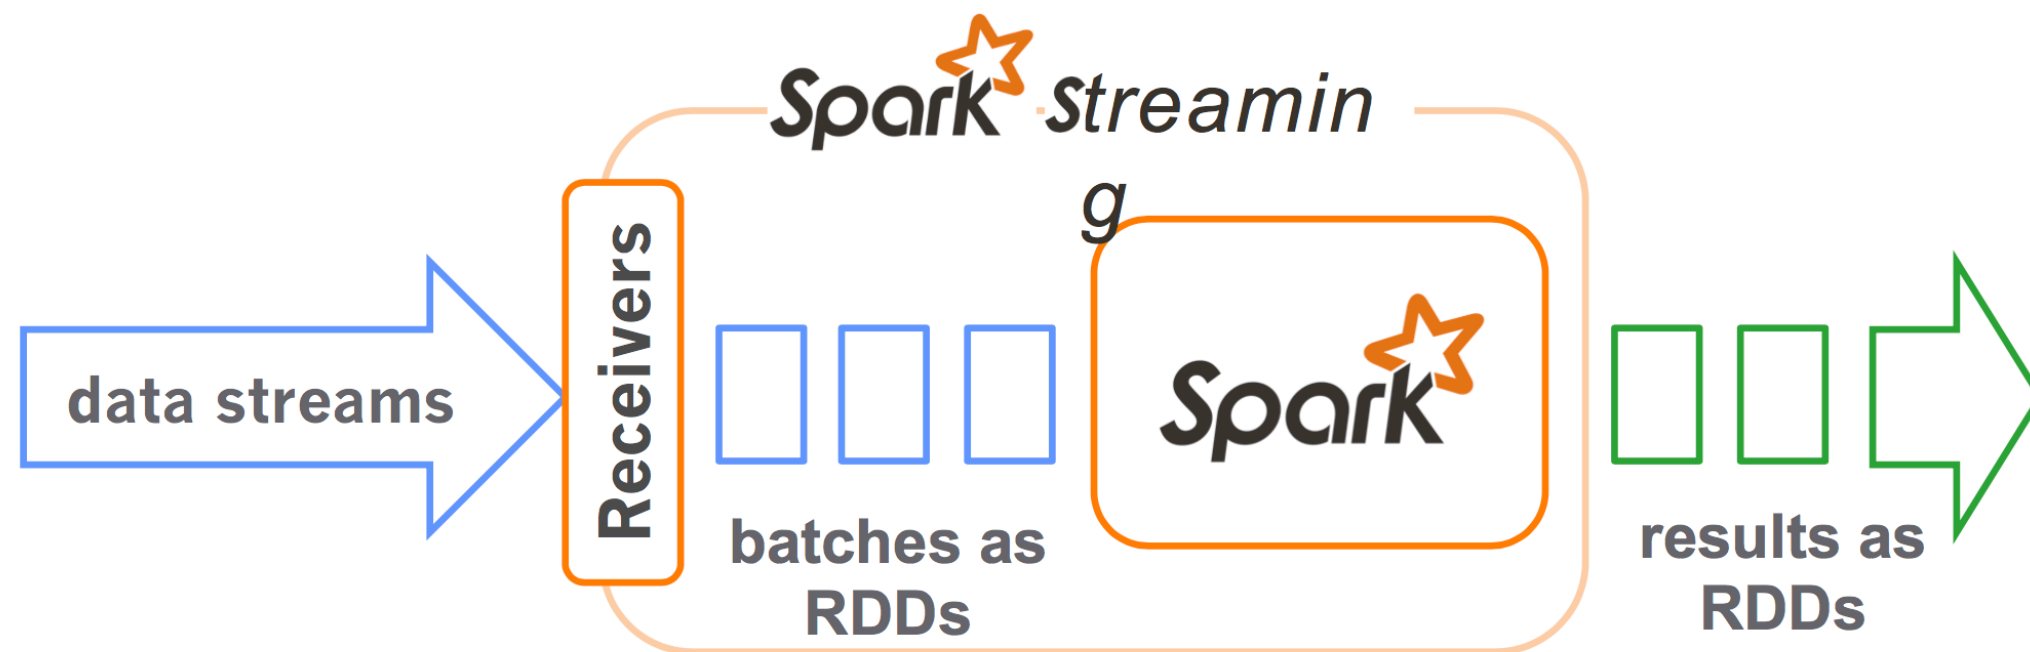 Spark Streamin
g
Receivers
data streams
Spark
batches as
RDDs
results as
RDDs